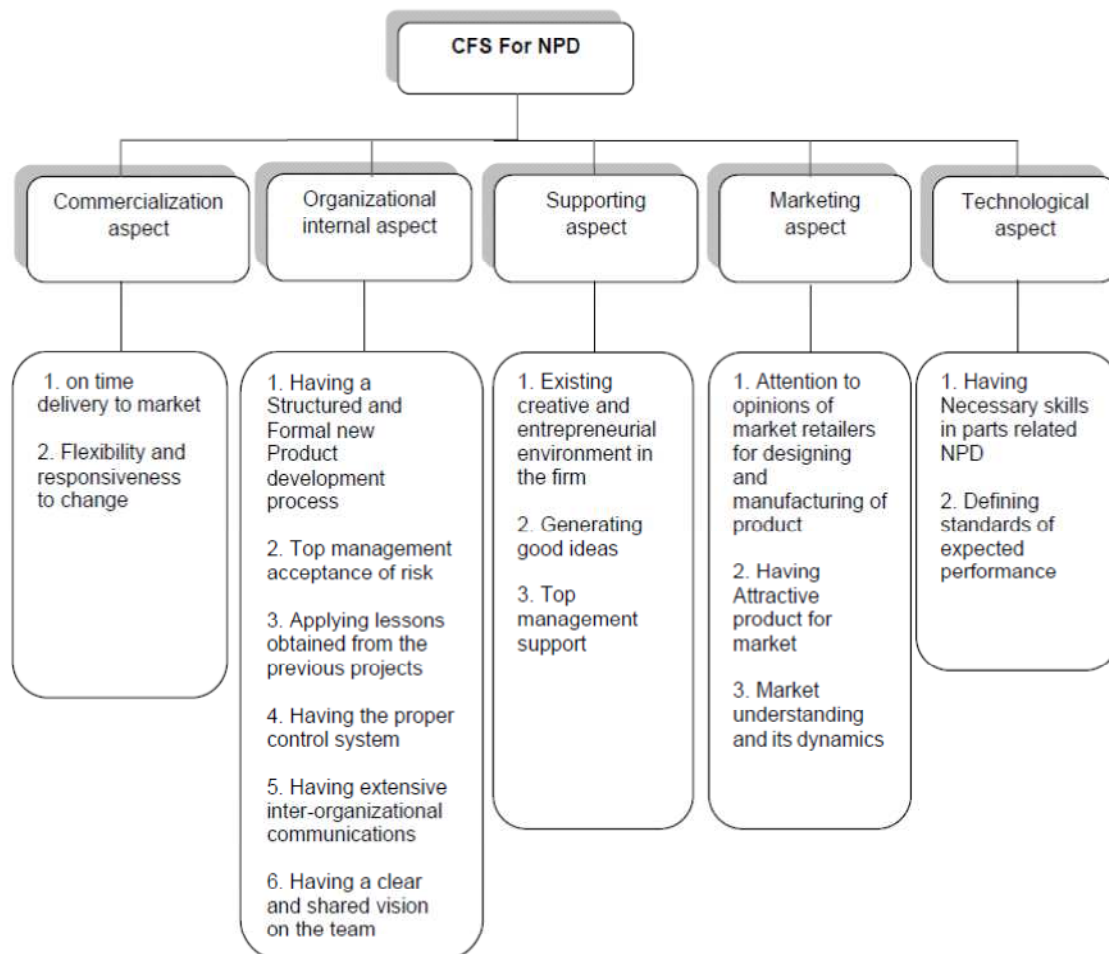 CFS For NPD
Commercialization
aspect
Organizational
internal aspect
Supporting
aspect
Marketing
aspect
Technological
aspect
1. on time
delivery to market
2. Flexibility and
responsiveness
to change
1. Having a
Structured and
Formal new
Product
development
process
2. Top management
acceptance of risk
3. Applying lessons
obtained from the
previous projects
4. Having the proper
control system
5. Having extensive
inter-organizational
communications
6. Having a clear
and shared vision
on the team
1. Existing
creative and
entrepreneurial
environment in
the firm
2. Generating
good ideas
3. Top
management
support
1. Attention to
opinions of
market retailers
for designing
and
manufacturing of
product
2. Having
Attractive
product for
market
3. Market
understanding
and its dynamics
1. Having
Necessary skills
in parts related
NPD
2. Defining
standards of
expected
performance